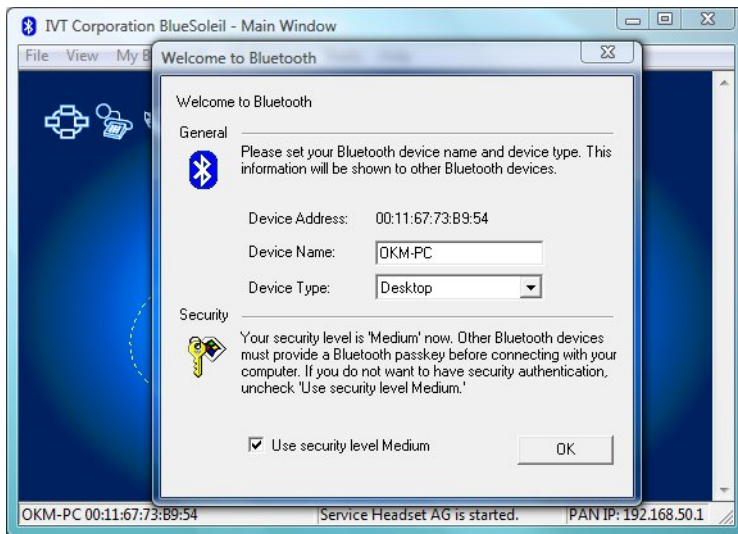 IVT Corporation BlueSoleil - Main Window
File View My B
Welcome to Bluetooth
Welcome to Bluetooth
General
Please set your Bluetooth device name and device type. This
information will be shown to other Bluetooth devices.
Device Address: 00:11:67:73:B9:54
Device Name: OKM-PC
Device Type: Desktop
Security
Your security level is 'Medium' now. Other Bluetooth devices
must provide a Bluetooth passkey before connecting with your
computer. If you do not want to have security authentication,
uncheck 'Use security level Medium.'
Use security level Medium
OK
OKM-PC 00:11:67:73:B9:54 Service Headset AG is started. PAN IP: 192.168.50.1